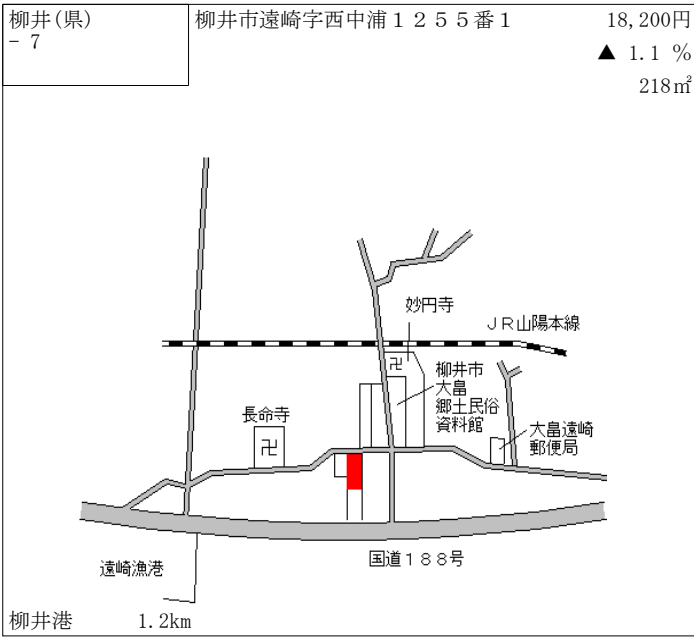 柳井(県)
- 7
柳井市遠崎字西中浦１２５５番１
18,200円
▲ 1.1 %
218㎡
妙円寺
ＪＲ山陽本線
卍
柳井市
大畠
郷土民俗
資料館
長命寺
卍
大畠遠崎
郵便局
国道１８８号
遠崎漁港
柳井港 1.2km